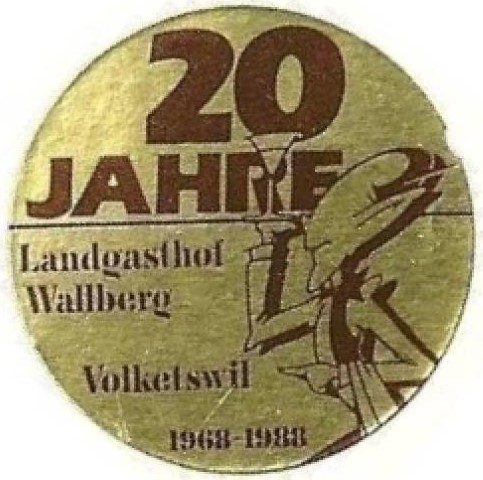 20
JAHRE
Landgasthof
Wallberg
Volketswil
1968-1988